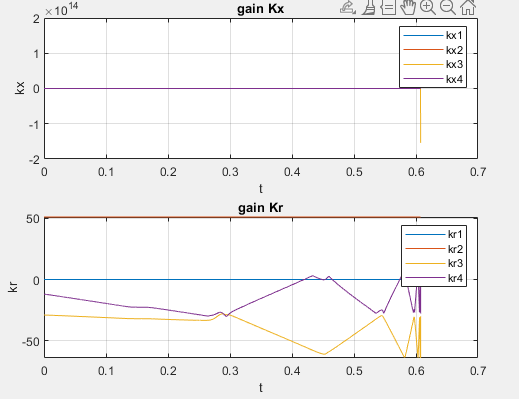 ×10^14
gain Kx
2
1
0
-1
-2
kx
kx1
kx2
kx3
kx4
0 0.1 0.2 0.3 0.4 0.5 0.6 0.7
t
gain Kr
50
0
-50
kr
kr1
kr2
kr3
kr4
0 0.1 0.2 0.3 0.4 0.5 0.6 0.7
t